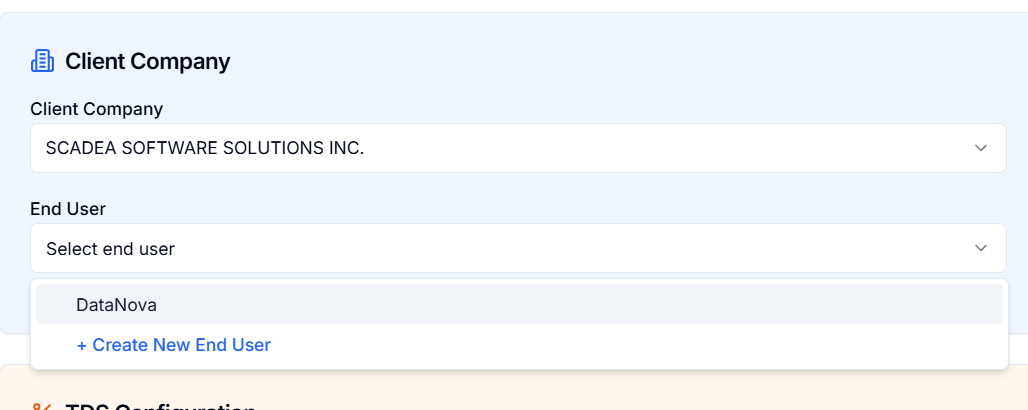 Client Company
Client Company
SCADEA SOFTWARE SOLUTIONS INC.
End User
Select end user
DataNova
+ Create New End User
TDS Configuration